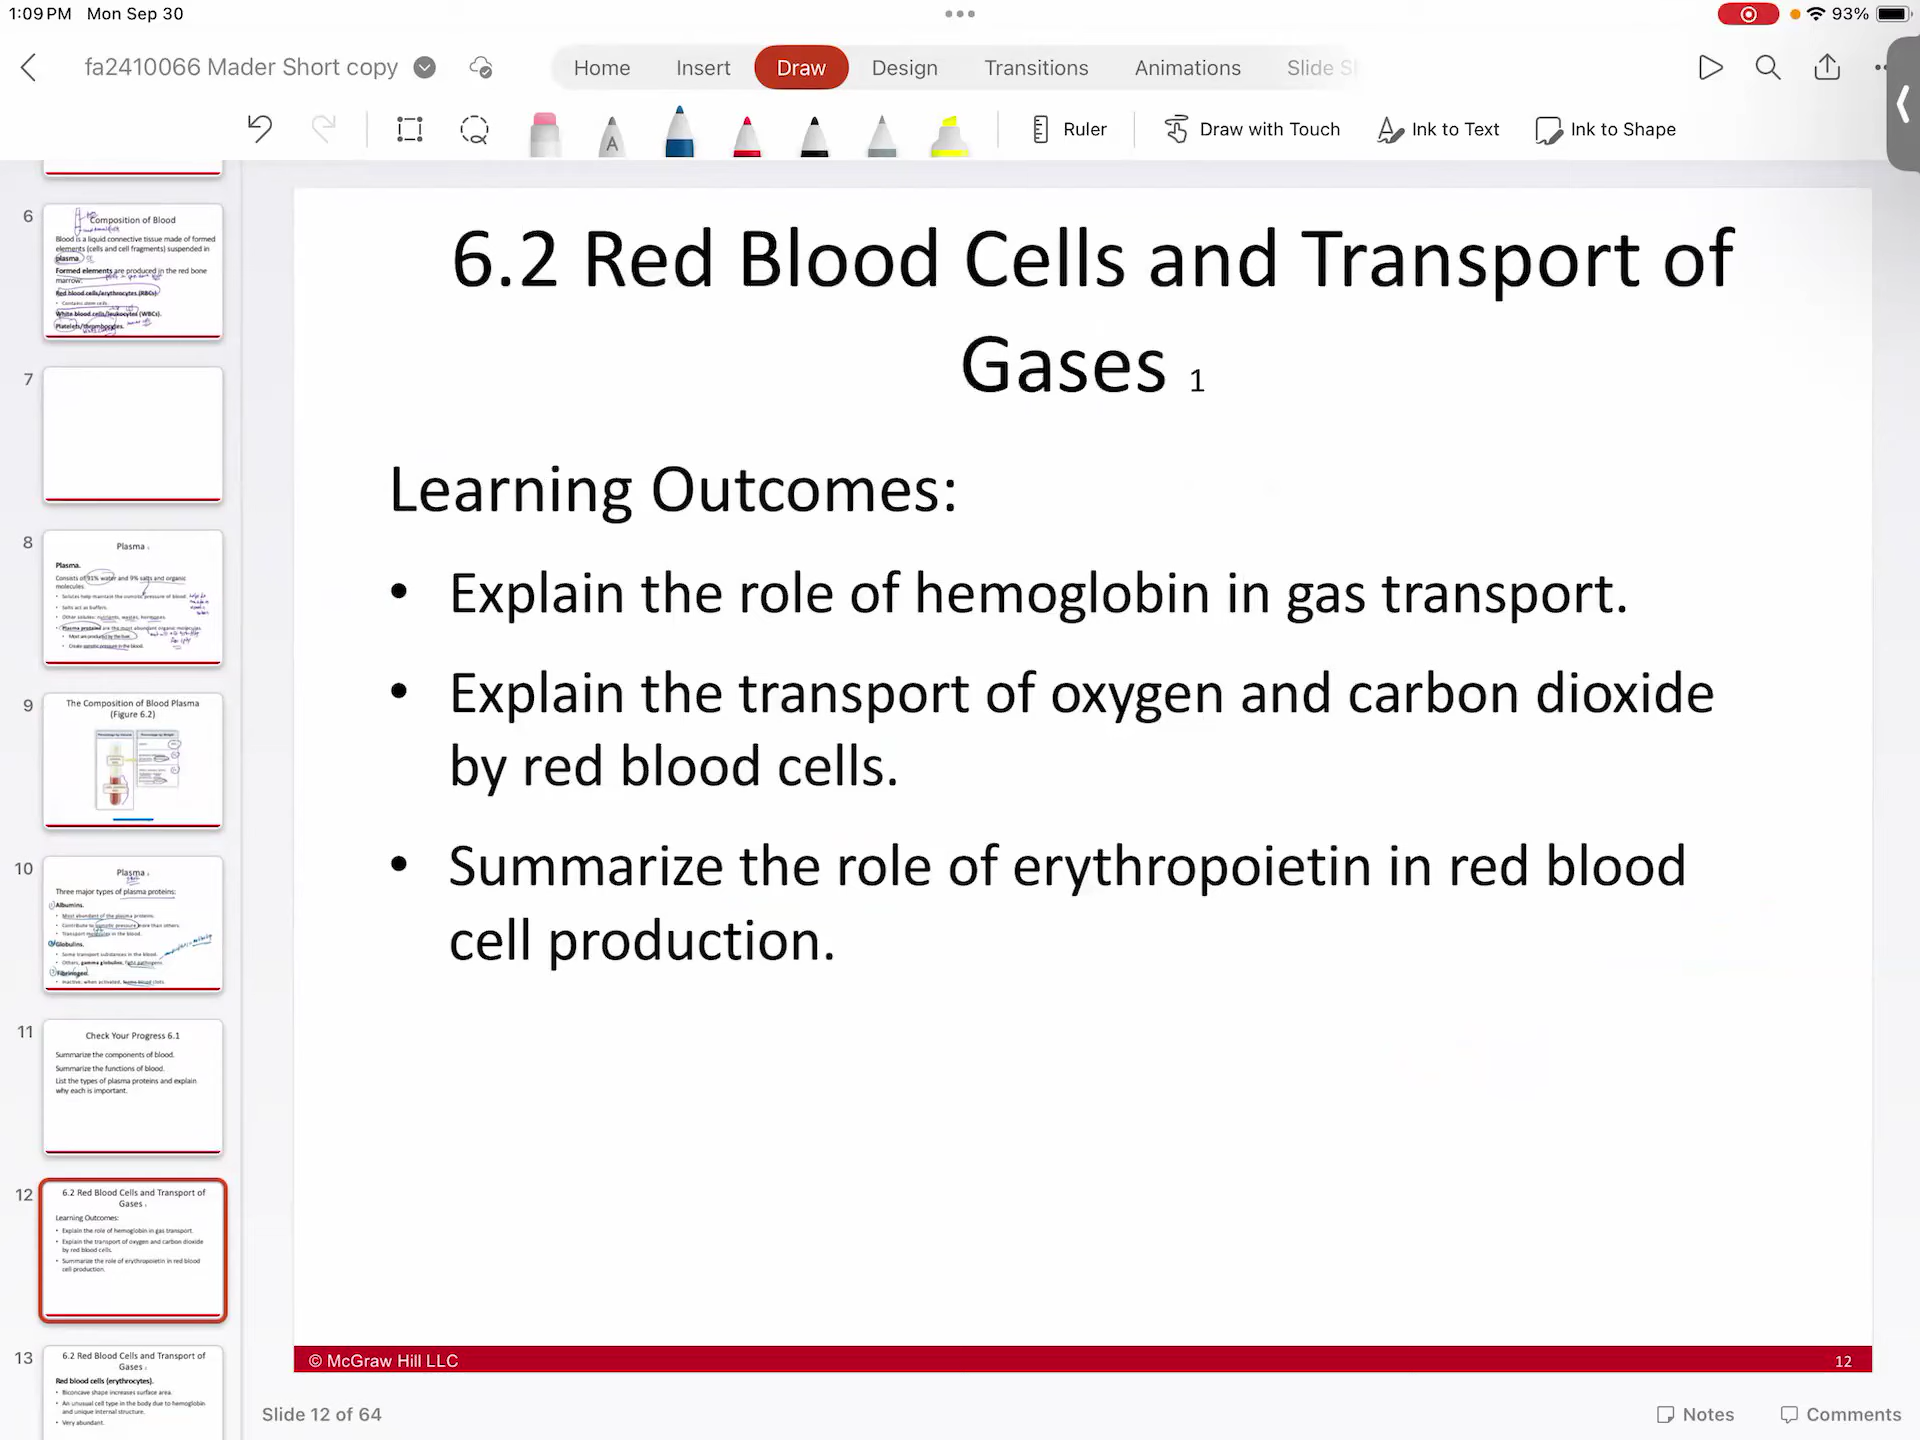 1:09 PM Mon Sep 30
93%
fa2410066 Mader Short copy
Home
Insert
Draw
Design
Transitions
Animations
Slide S
A
Ruler
Draw with Touch
Ink to Text
Ink to Shape
6
Composition of Blood
Blood is a liquid connective tissue made of formed
elements (cells and cell fragments) suspended in
plasma.
Formed elements are produced in the red bone
marrow:
Red blood cells/erythrocytes (RBCs)
• Contains stem cells.
White blood cells/leukocytes (WBCs).
Platelets/thrombocytes.
7
8
Plasma
Plasma.
Consists of 91% water and 9% salts and organic
molecules.
• Solutes help maintain the osmotic pressure of blood.
• Salts act as buffers.
• Other solutes: nutrients, wastes, hormones.
• Plasma proteins are the most abundant organic molecules.
• Most are produced by the liver.
• Create osmotic pressure in the blood.
9
The Composition of Blood Plasma
(Figure 6.2)
10
Plasma
Three major types of plasma proteins:
Albumins.
• Most abundant of the plasma proteins.
• Contribute to osmotic pressure more than others
• Transport molecules in the blood.
Globulins.
• Some transport substances in the blood.
• Others, gamma globulins, fight pathogens
Fibrinogen.
• Inactive; when activated, forms blood clots.
11
Check Your Progress 6.1
Summarize the components of blood.
Summarize the functions of blood.
List the types of plasma proteins and explain
why each is important.
12
6.2 Red Blood Cells and Transport of
Gases
Learning Outcomes:
• Explain the role of hemoglobin in gas transport.
• Explain the transport of oxygen and carbon dioxide
by red blood cells.
• Summarize the role of erythropoietin in red blood
cell production.
13
6.2 Red Blood Cells and Transport of
Gases
Red blood cells (erythrocytes).
• Biconcave shape increases surface area.
• An unusual cell type in the body due to hemoglobin
and unique internal structure.
• Very abundant.
6.2 Red Blood Cells and Transport of
Gases 1
Learning Outcomes:
• Explain the role of hemoglobin in gas transport.
• Explain the transport of oxygen and carbon dioxide
by red blood cells.
• Summarize the role of erythropoietin in red blood
cell production.
© McGraw Hill LLC
12
Slide 12 of 64
Notes
Comments